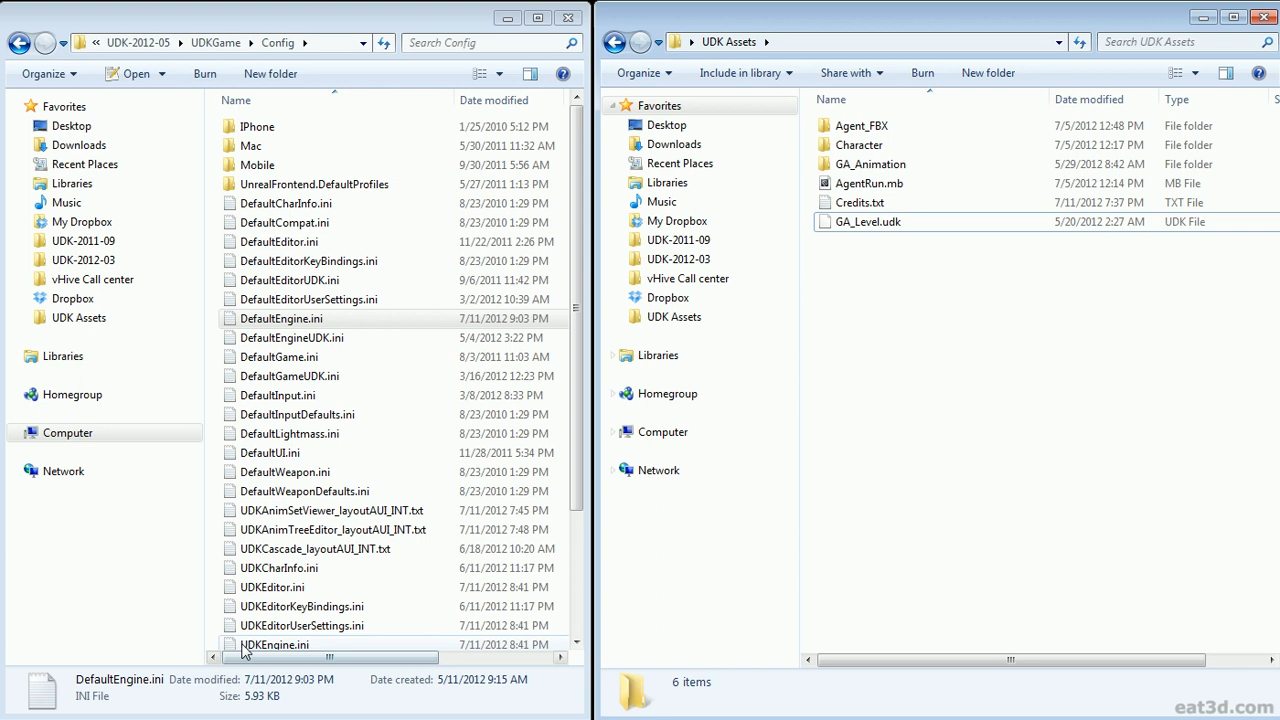 « UDK-2012-05 UDKGame Config Search Config
Organize Open Burn New folder
Favorites
Desktop
Downloads
Recent Places
Libraries
Music
My Dropbox
UDK-2011-09
UDK-2012-03
vHive Call center
Dropbox
UDK Assets
Libraries
Homegroup
Computer
Network
Name Date modified
IPhone 1/25/2010 5:12 PM
Mac 5/30/2011 11:32 AM
Mobile 9/30/2011 5:56 AM
UnrealFrontend.DefaultProfiles 5/27/2011 1:13 PM
DefaultCharInfo.ini 8/23/2010 1:29 PM
DefaultCompat.ini 8/23/2010 1:29 PM
DefaultEditor.ini 11/22/2011 2:26 PM
DefaultEditorKeyBindings.ini 8/23/2010 1:29 PM
DefaultEditorUDK.ini 9/6/2011 11:42 PM
DefaultEditorUserSettings.ini 3/2/2012 10:39 AM
DefaultEngine.ini 7/11/2012 9:03 PM
DefaultEngineUDK.ini 5/4/2012 3:22 PM
DefaultGame.ini 8/3/2011 11:03 AM
DefaultGameUDK.ini 3/16/2012 12:23 PM
DefaultInput.ini 3/8/2012 8:33 PM
DefaultInputDefaults.ini 8/23/2010 1:29 PM
DefaultLightmass.ini 8/23/2010 1:29 PM
DefaultUI.ini 11/28/2011 5:34 PM
DefaultWeapon.ini 8/23/2010 1:29 PM
DefaultWeaponDefaults.ini 8/23/2010 1:29 PM
UDKAnimSetViewer_layoutAUI_INT.txt 7/11/2012 7:45 PM
UDKAnimTreeEditor_layoutAUI_INT.txt 7/11/2012 7:48 PM
UDKCascade_layoutAUI_INT.txt 6/18/2012 10:20 AM
UDKCharInfo.ini 6/11/2012 11:17 PM
UDKEditor.ini 7/11/2012 8:41 PM
UDKEditorKeyBindings.ini 6/11/2012 11:17 PM
UDKEditorUserSettings.ini 7/11/2012 8:41 PM
UDKEngine.ini 7/11/2012 8:41 PM
DefaultEngine.ini Date modified: 7/11/2012 9:03 PM Date created: 5/11/2012 9:15 AM
INI File Size: 5.93 KB
UDK Assets Search UDK Assets
Organize Include in library Share with Burn New folder
Favorites
Desktop
Downloads
Recent Places
Libraries
Music
My Dropbox
UDK-2011-09
UDK-2012-03
vHive Call center
Dropbox
UDK Assets
Libraries
Homegroup
Computer
Network
Name Date modified Type S
Agent_FBX 7/5/2012 12:48 PM File folder
Character 7/5/2012 12:17 PM File folder
GA_Animation 5/29/2012 8:42 AM File folder
AgentRun.mb 7/5/2012 12:14 PM MB File
Credits.txt 7/11/2012 7:37 PM TXT File
GA_Level.udk 5/20/2012 2:27 AM UDK File
6 items
eat3d.com